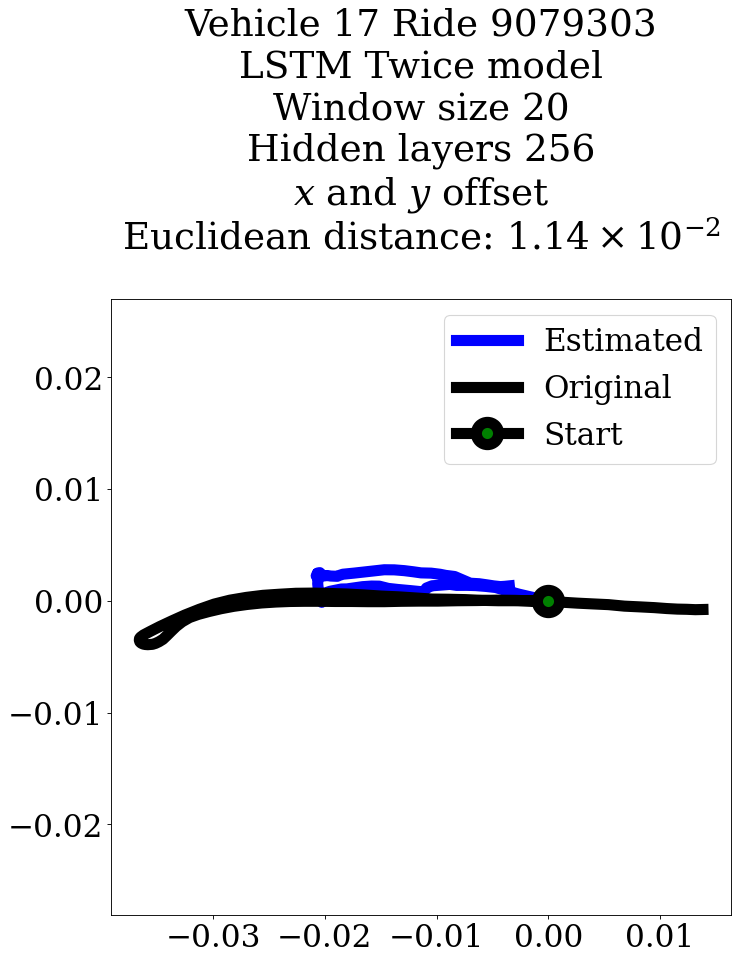 Vehicle 17 Ride 9079303
LSTM Twice model
Window size 20
Hidden layers 256
x and y offset
Euclidean distance: 1.14 × 10⁻²
Estimated
Original
Start
0.02
0.01
0.00
−0.01
−0.02
−0.03 −0.02 −0.01 0.00 0.01